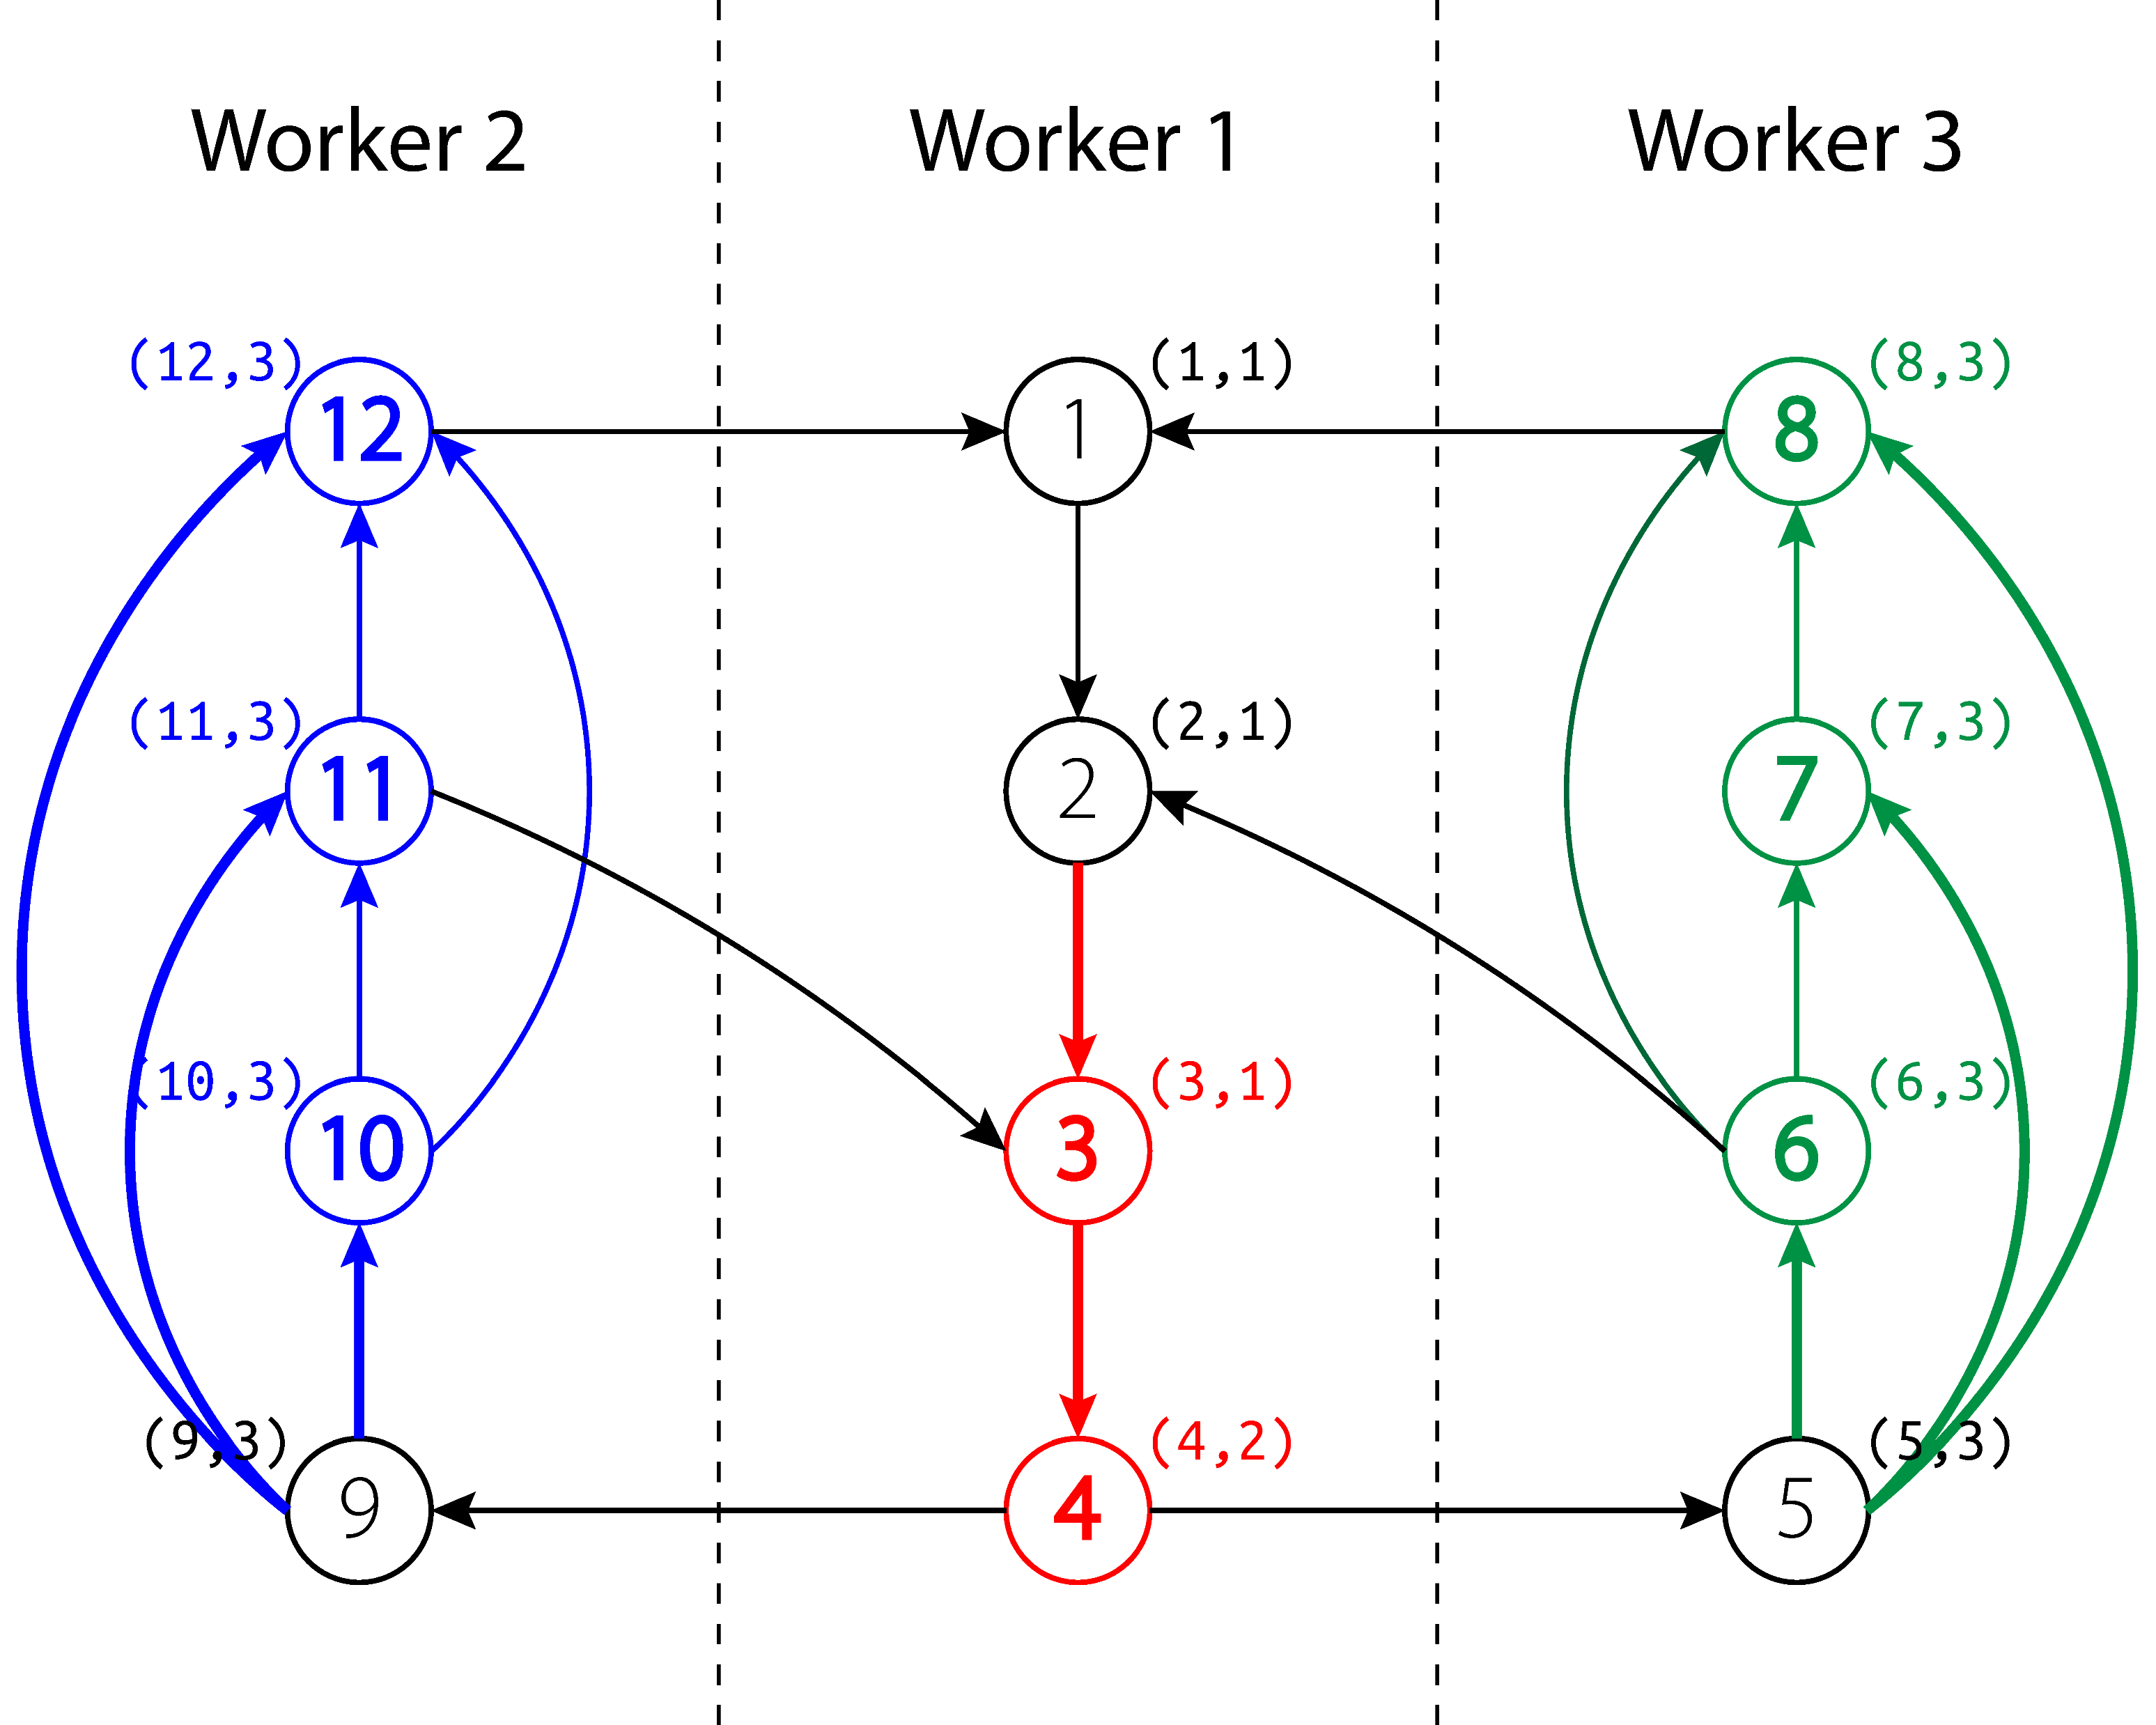 Worker 2 Worker 1 Worker 3
(12,3) (1,1) (8,3)
12 1 8
(11,3) (2,1) (7,3)
11 2 7
(10,3) (3,1) (6,3)
10 3 6
(9,3) (4,2) (5,3)
9 4 5